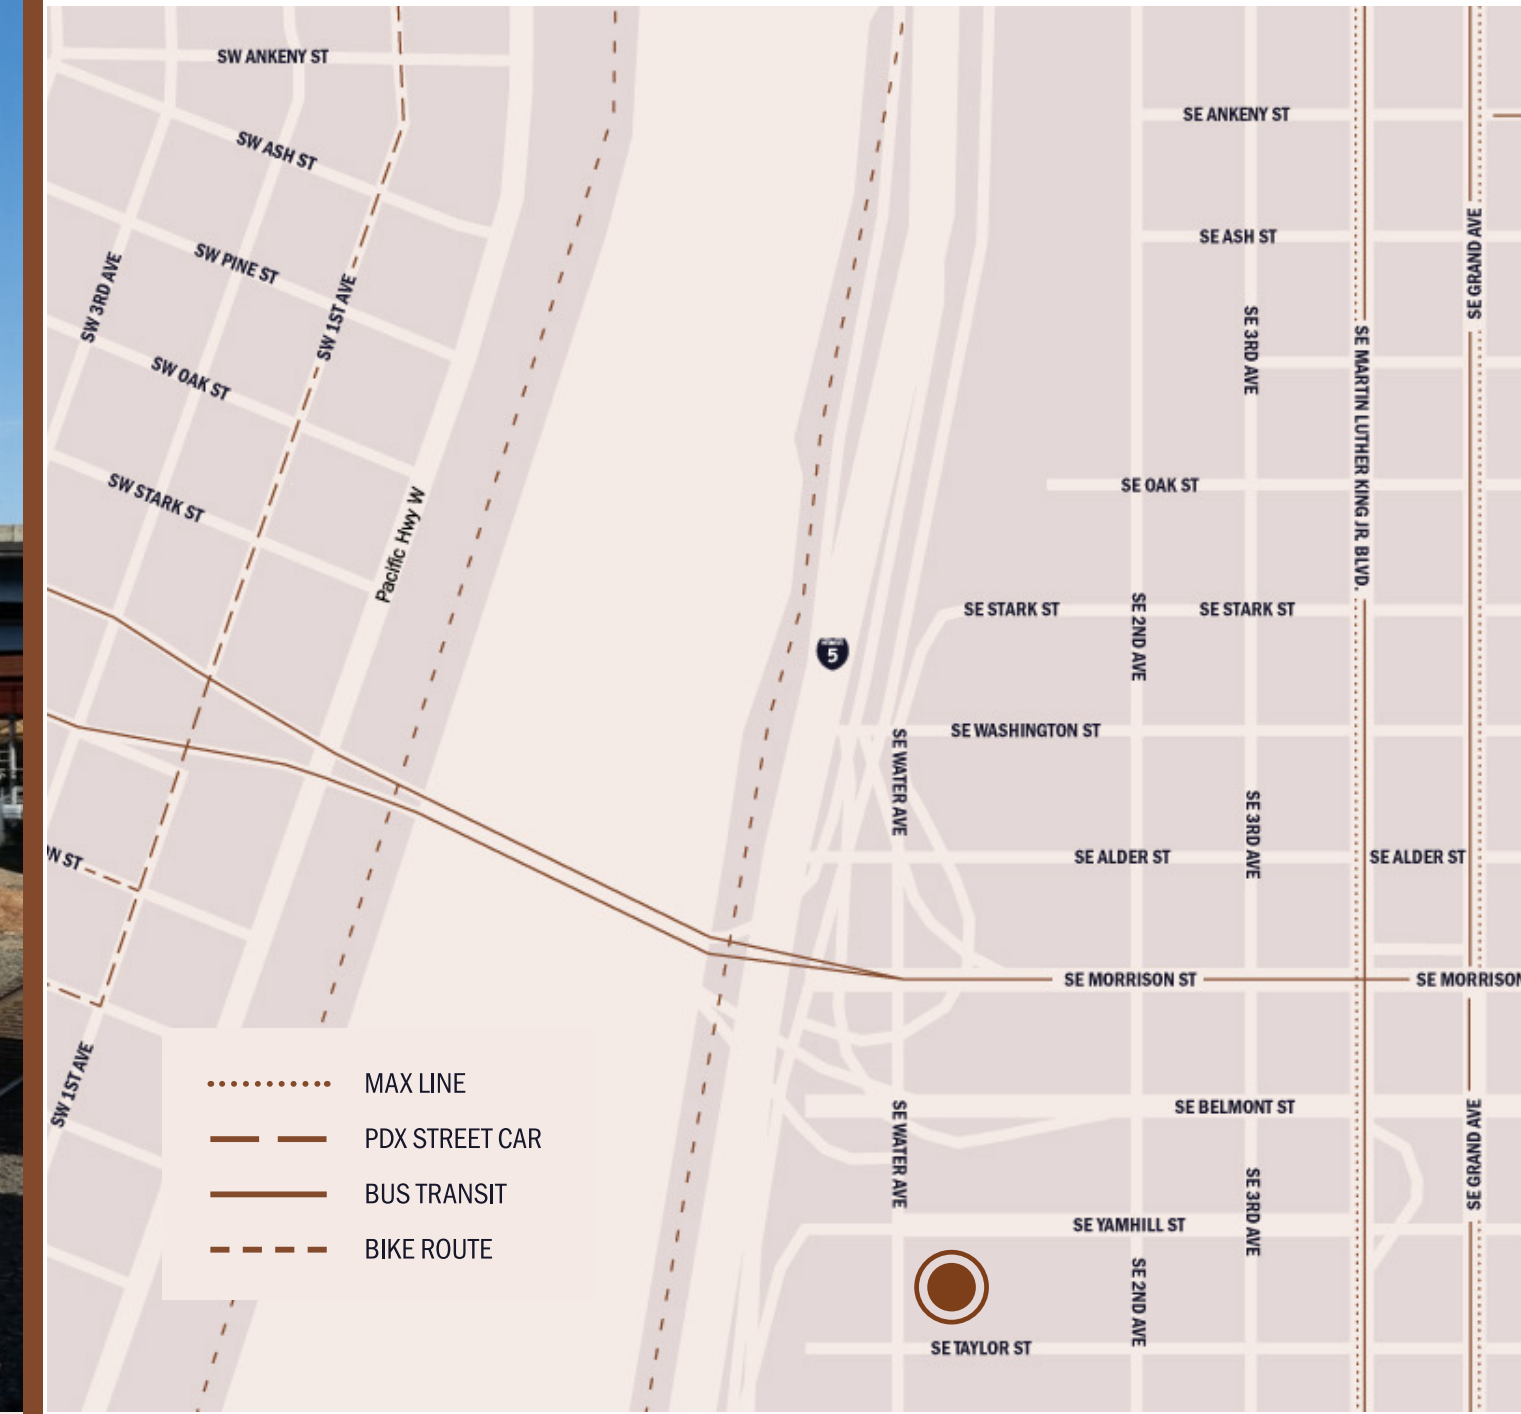 SW ANKENY ST
SW ASH ST
SW PINE ST
SW 3RD AVE
SW 1ST AVE
SW OAK ST
SW STARK ST
Pacific Hwy W
N ST
SW 1ST AVE
5
SE ANKENY ST
SE ASH ST
SE GRAND AVE
SE 3RD AVE
SE MARTIN LUTHER KING JR. BLVD.
SE OAK ST
SE STARK ST
SE STARK ST
SE 2ND AVE
SE WASHINGTON ST
SE WATER AVE
SE 3RD AVE
SE ALDER ST
SE ALDER ST
SE MORRISON ST
SE MORRISON
SE BELMONT ST
SE WATER AVE
SE GRAND AVE
SE 3RD AVE
SE YAMHILL ST
SE 2ND AVE
SE TAYLOR ST
MAX LINE
PDX STREET CAR
BUS TRANSIT
BIKE ROUTE